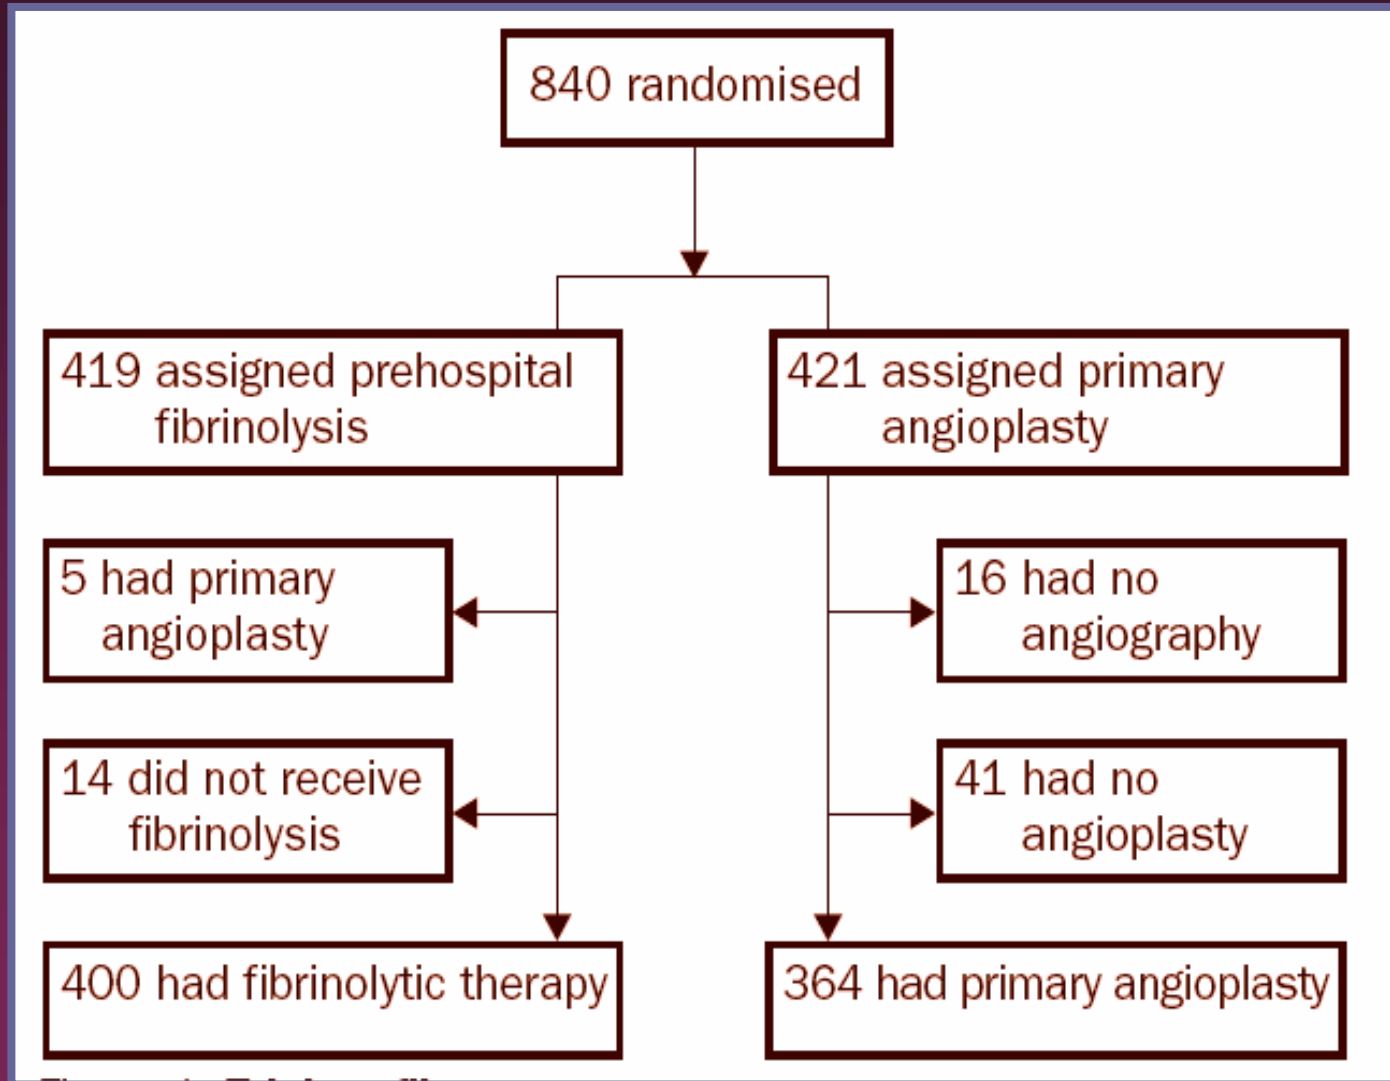 840 randomised
419 assigned prehospital
fibrinolysis
421 assigned primary
angioplasty
5 had primary
angioplasty
16 had no
angiography
14 did not receive
fibrinolysis
41 had no
angioplasty
400 had fibrinolytic therapy
364 had primary angioplasty